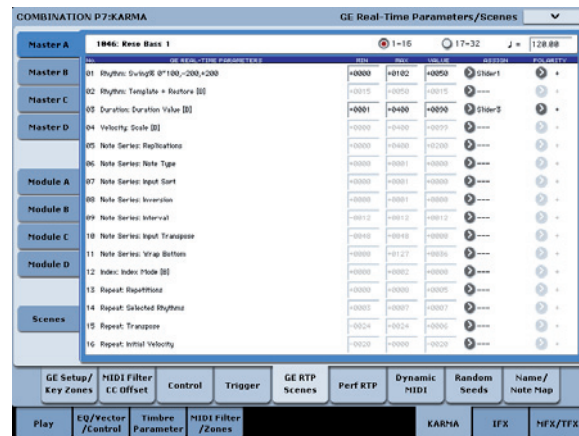 COMBINATION P7:KARMA GE Real-Time Parameters/Scenes
Master A 1046: Reso Bass 1 1-16 17-32 ♩ = 120.00
No. GE REAL-TIME PARAMETERS MIN MAX VALUE ASSIGN POLARITY
01 Rhythm: Swing% 0*100,-200,+200 +0000 +0102 +0050 Slider1 +
Master B
02 Rhythm: Template + Restore [B] +0015 +0050 +0015 --- +
03 Duration: Duration Value [B] +0001 +0400 +0090 Slider3 +
Master C
04 Velocity: Scale [B] +0000 +0400 +0099 --- +
Master D
05 Note Series: Replications +0000 +0400 +0200 --- +
06 Note Series: Note Type +0000 +0001 +0000 --- +
Module A
07 Note Series: Input Sort +0000 +0001 +0000 --- +
08 Note Series: Inversion +0000 +0001 +0000 --- +
Module B
09 Note Series: Interval -0012 +0012 +0012 --- +
10 Note Series: Input Transpose -0048 +0048 +0000 --- +
Module C
11 Note Series: Wrap Bottom +0000 +0127 +0036 --- +
Module D
12 Index: Index Mode [B] +0000 +0002 +0000 --- +
13 Repeat: Repetitions --- +
14 Repeat: Selected Rhythms --- +
Scenes
15 Repeat: Transpose -0024 +0024 --- +
16 Repeat: Initial Velocity --- +
GE Setup/ Key Zones
MIDI Filter CC Offset
Control
Trigger
GE RTP Scenes
Perf RTP
Dynamic MIDI
Random Seeds
Name/ Note Map
Play
EQ/Vector /Control
Timbre Parameter
MIDI Filter /Zones
KARMA
IFX
MFX/TFX